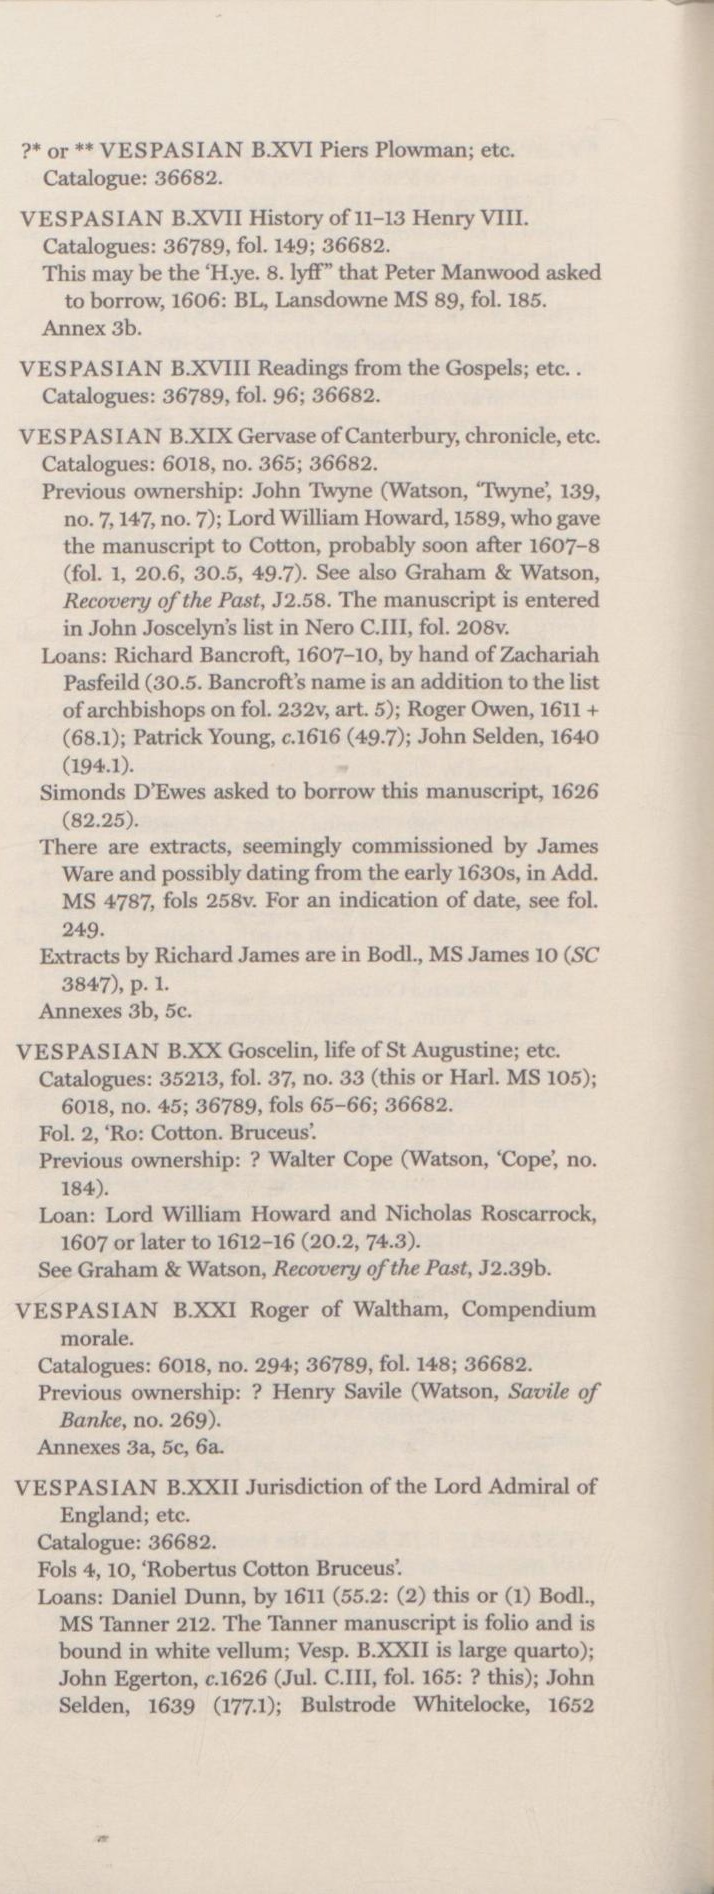 ?* or ** VESPASIAN B.XVI Piers Plowman; etc.
Catalogue: 36682.
VESPASIAN B.XVII History of 11–13 Henry VIII.
Catalogues: 36789, fol. 149; 36682.
This may be the ‘H.ye. 8. lyff” that Peter Manwood asked
to borrow, 1606: BL, Lansdowne MS 89, fol. 185.
Annex 3b.
VESPASIAN B.XVIII Readings from the Gospels; etc. .
Catalogues: 36789, fol. 96; 36682.
VESPASIAN B.XIX Gervase of Canterbury, chronicle, etc.
Catalogues: 6018, no. 365; 36682.
Previous ownership: John Twyne (Watson, ‘Twyne’, 139,
no. 7, 147, no. 7); Lord William Howard, 1589, who gave
the manuscript to Cotton, probably soon after 1607–8
(fol. 1, 20.6, 30.5, 49.7). See also Graham & Watson,
Recovery of the Past, J2.58. The manuscript is entered
in John Joscelyn’s list in Nero C.III, fol. 208v.
Loans: Richard Bancroft, 1607–10, by hand of Zachariah
Pasfeild (30.5. Bancroft’s name is an addition to the list
of archbishops on fol. 232v, art. 5); Roger Owen, 1611 +
(68.1); Patrick Young, c.1616 (49.7); John Selden, 1640
(194.1).
Simonds D’Ewes asked to borrow this manuscript, 1626
(82.25).
There are extracts, seemingly commissioned by James
Ware and possibly dating from the early 1630s, in Add.
MS 4787, fols 258v. For an indication of date, see fol.
249.
Extracts by Richard James are in Bodl., MS James 10 (SC
3847), p. 1.
Annexes 3b, 5c.
VESPASIAN B.XX Goscelin, life of St Augustine; etc.
Catalogues: 35213, fol. 37, no. 33 (this or Harl. MS 105);
6018, no. 45; 36789, fols 65–66; 36682.
Fol. 2, ‘Ro: Cotton. Bruceus’.
Previous ownership: ? Walter Cope (Watson, ‘Cope’, no.
184).
Loan: Lord William Howard and Nicholas Roscarrock,
1607 or later to 1612–16 (20.2, 74.3).
See Graham & Watson, Recovery of the Past, J2.39b.
VESPASIAN B.XXI Roger of Waltham, Compendium
morale.
Catalogues: 6018, no. 294; 36789, fol. 148; 36682.
Previous ownership: ? Henry Savile (Watson, Savile of
Banke, no. 269).
Annexes 3a, 5c, 6a.
VESPASIAN B.XXII Jurisdiction of the Lord Admiral of
England; etc.
Catalogue: 36682.
Fols 4, 10, ‘Robertus Cotton Bruceus’.
Loans: Daniel Dunn, by 1611 (55.2: (2) this or (1) Bodl.,
MS Tanner 212. The Tanner manuscript is folio and is
bound in white vellum; Vesp. B.XXII is large quarto);
John Egerton, c.1626 (Jul. C.III, fol. 165: ? this); John
Selden, 1639 (177.1); Bulstrode Whitelocke, 1652